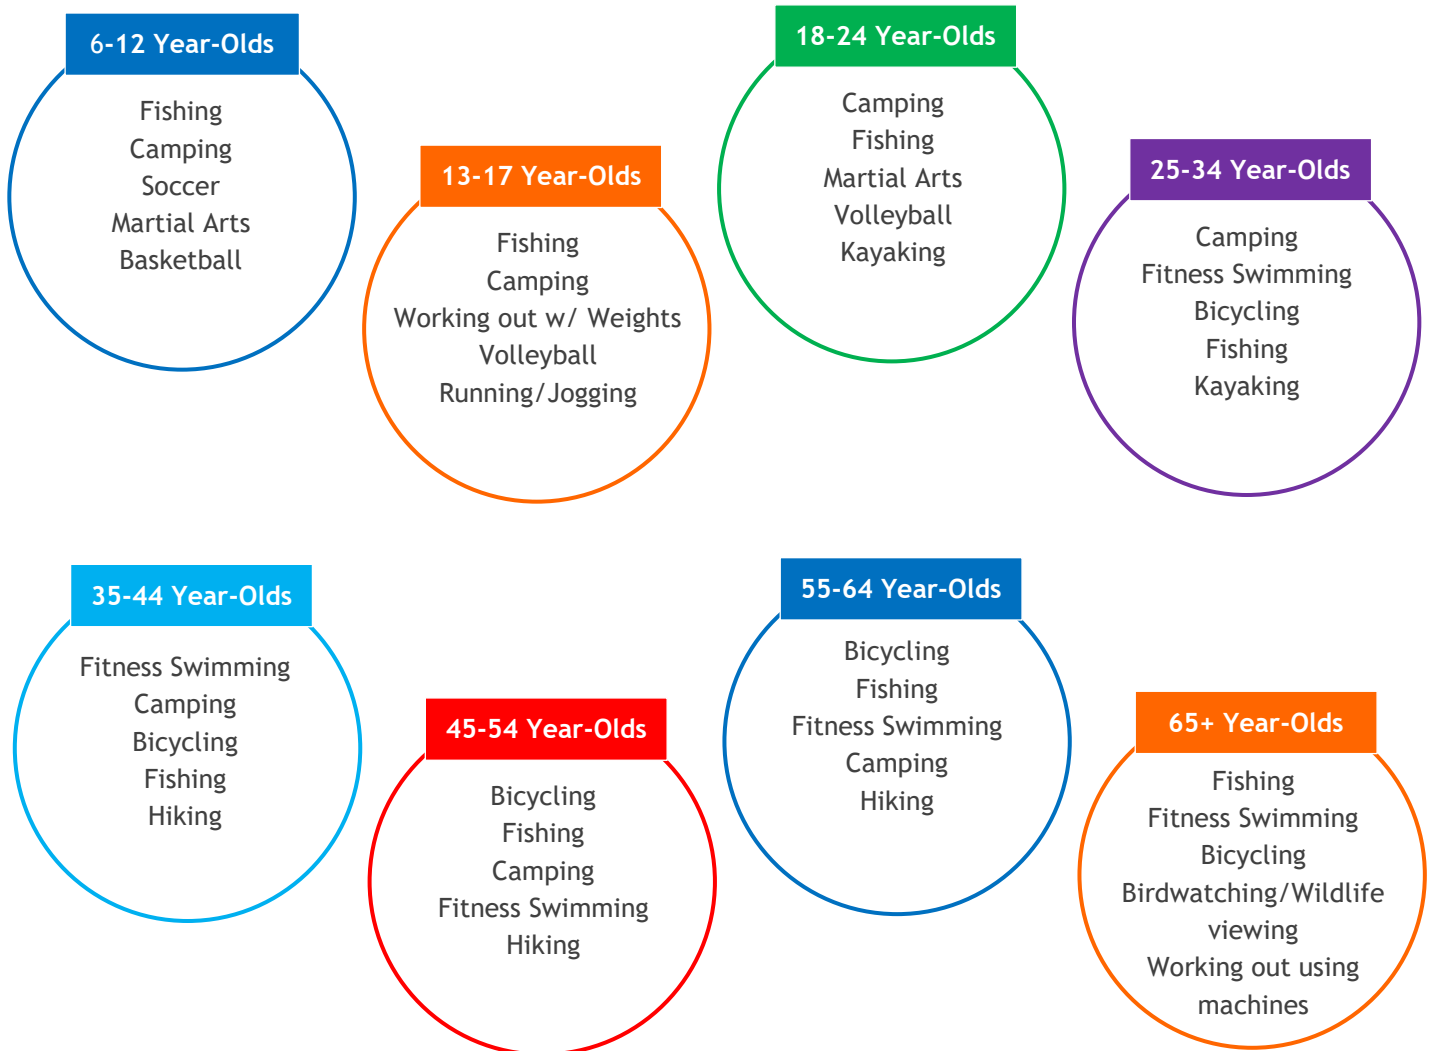 6-12 Year-Olds
Fishing
Camping
Soccer
Martial Arts
Basketball
13-17 Year-Olds
Fishing
Camping
Working out w/ Weights
Volleyball
Running/Jogging
18-24 Year-Olds
Camping
Fishing
Martial Arts
Volleyball
Kayaking
25-34 Year-Olds
Camping
Fitness Swimming
Bicycling
Fishing
Kayaking
35-44 Year-Olds
Fitness Swimming
Camping
Bicycling
Fishing
Hiking
45-54 Year-Olds
Bicycling
Fishing
Camping
Fitness Swimming
Hiking
55-64 Year-Olds
Bicycling
Fishing
Fitness Swimming
Camping
Hiking
65+ Year-Olds
Fishing
Fitness Swimming
Bicycling
Birdwatching/Wildlife
viewing
Working out using
machines